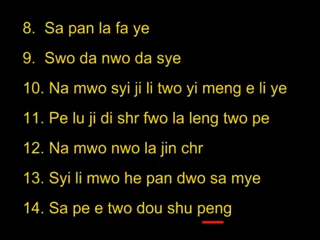 8. Sa pan la fa ye
9. Swo da nwo da sye
10. Na mwo syi ji li two yi meng e li ye
11. Pe lu ji di shr fwo la leng two pe
12. Na mwo nwo la jin chr
13. Syi li mwo he pan dwo sa mye
14. Sa pe e two dou shu peng